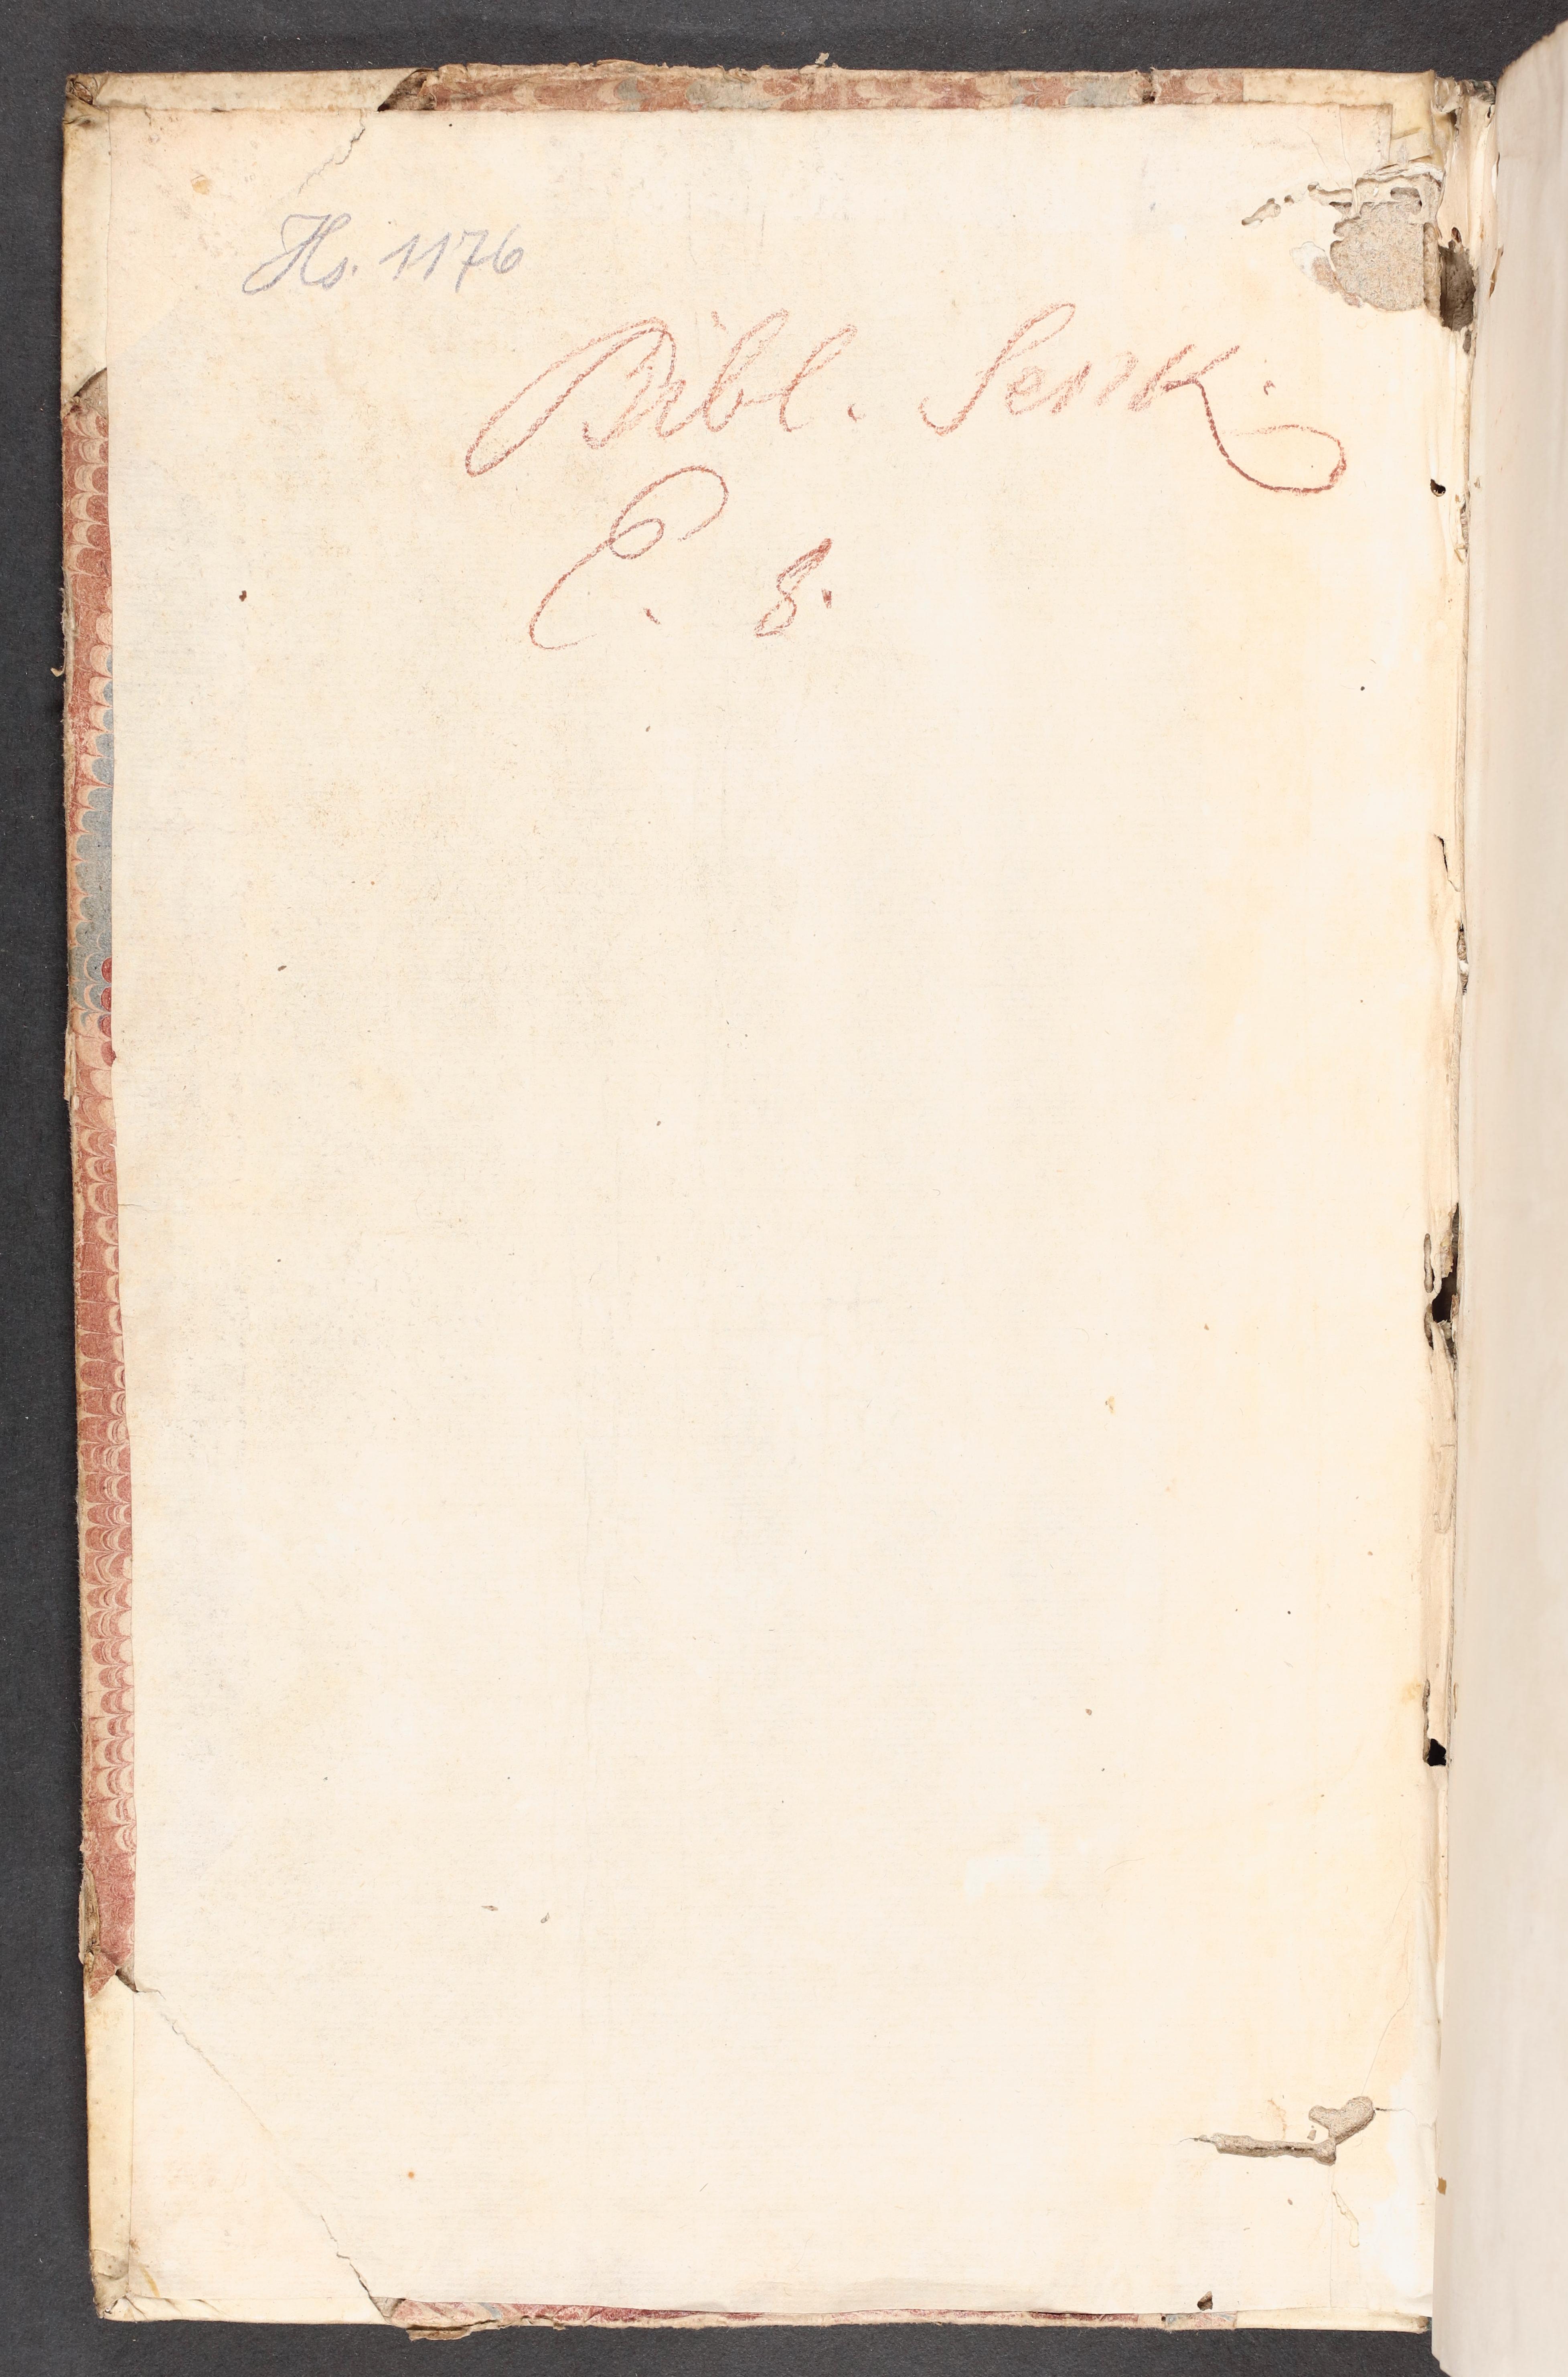 Hs. 1176
Bibl. Senk.
C. 8.